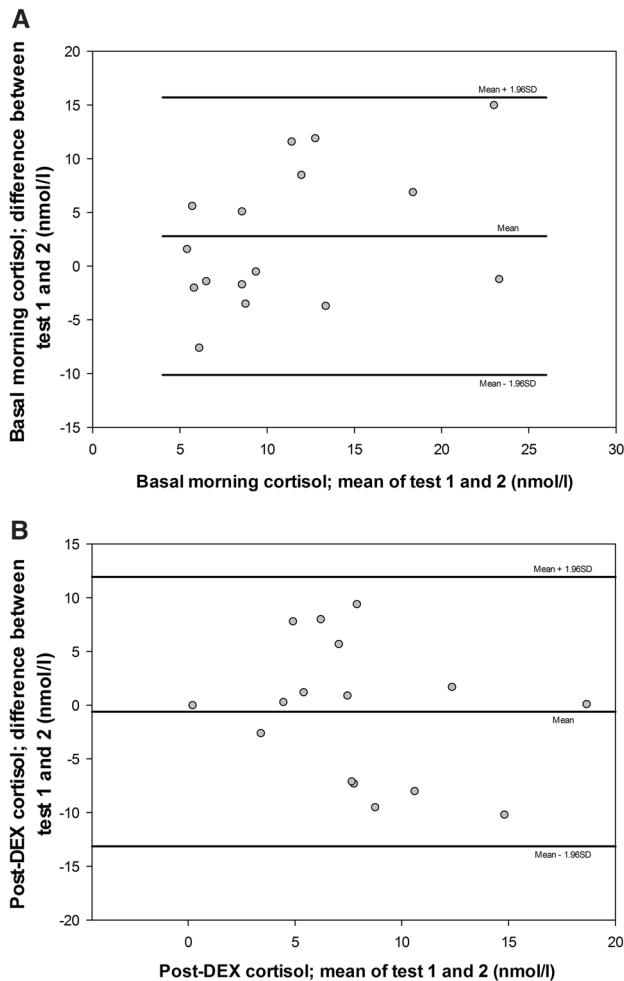 A
Basal morning cortisol; difference between
test 1 and 2 (nmol/l)
20
15
10
5
0
-5
-10
-15
Mean + 1.96SD
Mean
Mean - 1.96SD
0 5 10 15 20 25 30
Basal morning cortisol; mean of test 1 and 2 (nmol/l)
B
Post-DEX cortisol; difference between
test 1 and 2 (nmol/l)
15
10
5
0
-5
-10
-15
-20
Mean + 1.96SD
Mean
Mean - 1.96SD
0 5 10 15 20
Post-DEX cortisol; mean of test 1 and 2 (nmol/l)